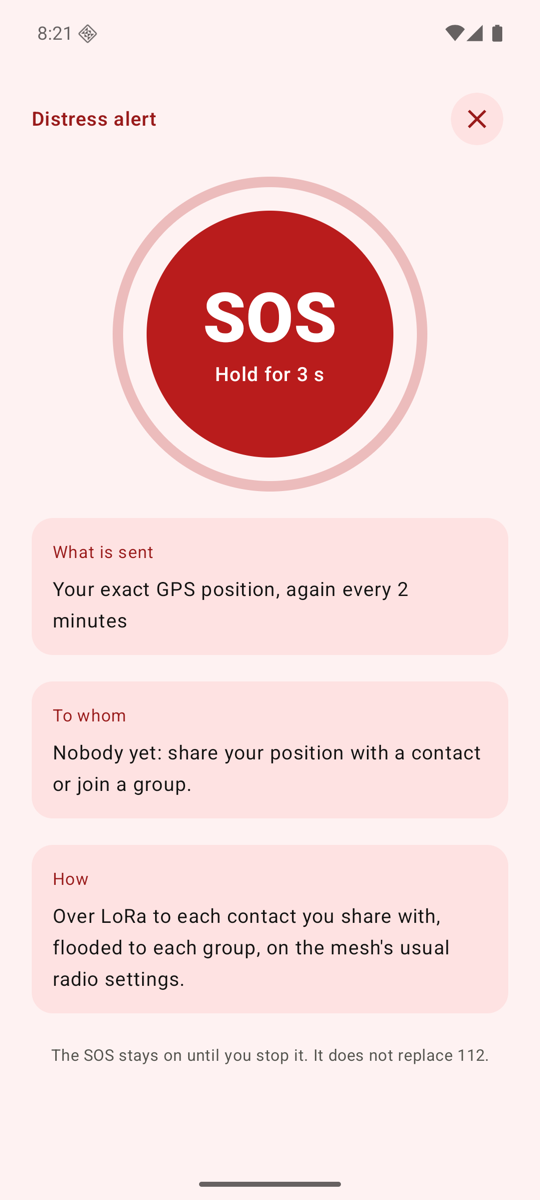 8:21
Distress alert
SOS
Hold for 3 s
What is sent
Your exact GPS position, again every 2
minutes
To whom
Nobody yet: share your position with a contact
or join a group.
How
Over LoRa to each contact you share with,
flooded to each group, on the mesh's usual
radio settings.
The SOS stays on until you stop it. It does not replace 112.